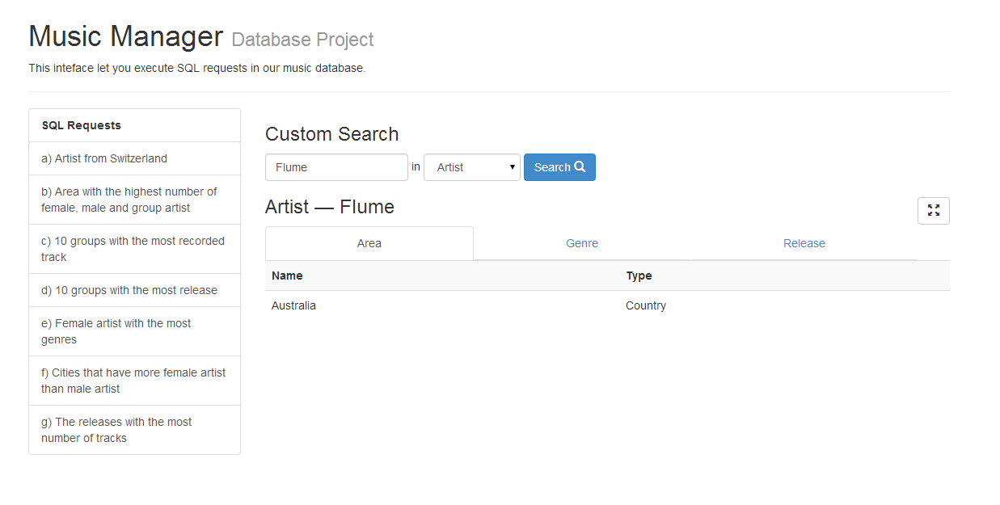 Music Manager Database Project
This inteface let you execute SQL requests in our music database.
SQL Requests
a) Artist from Switzerland
b) Area with the highest number of
female, male and group artist
c) 10 groups with the most recorded
track
d) 10 groups with the most release
e) Female artist with the most
genres
f) Cities that have more female artist
than male artist
g) The releases with the most
number of tracks
Custom Search
Flume in Artist Search
Artist — Flume
Area Genre Release
Name Type
Australia Country